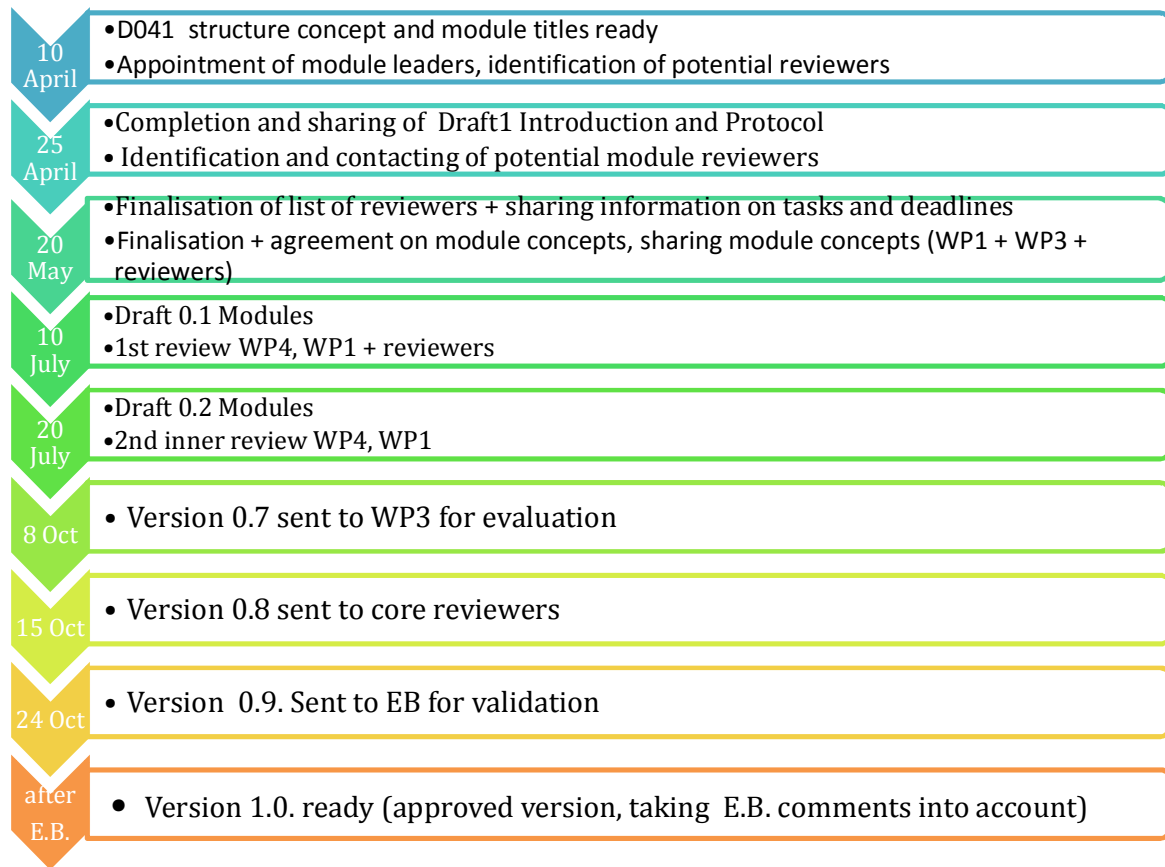 10
April
•D041 structure concept and module titles ready
•Appointment of module leaders, identification of potential reviewers
25
April
•Completion and sharing of Draft1 Introduction and Protocol
• Identification and contacting of potential module reviewers
20
May
•Finalisation of list of reviewers + sharing information on tasks and deadlines
•Finalisation + agreement on module concepts, sharing module concepts (WP1 + WP3 +
reviewers)
10
July
•Draft 0.1 Modules
•1st review WP4, WP1 + reviewers
20
July
•Draft 0.2 Modules
•2nd inner review WP4, WP1
8 Oct
• Version 0.7 sent to WP3 for evaluation
15 Oct
• Version 0.8 sent to core reviewers
24 Oct
• Version 0.9. Sent to EB for validation
after
E.B.
• Version 1.0. ready (approved version, taking E.B. comments into account)